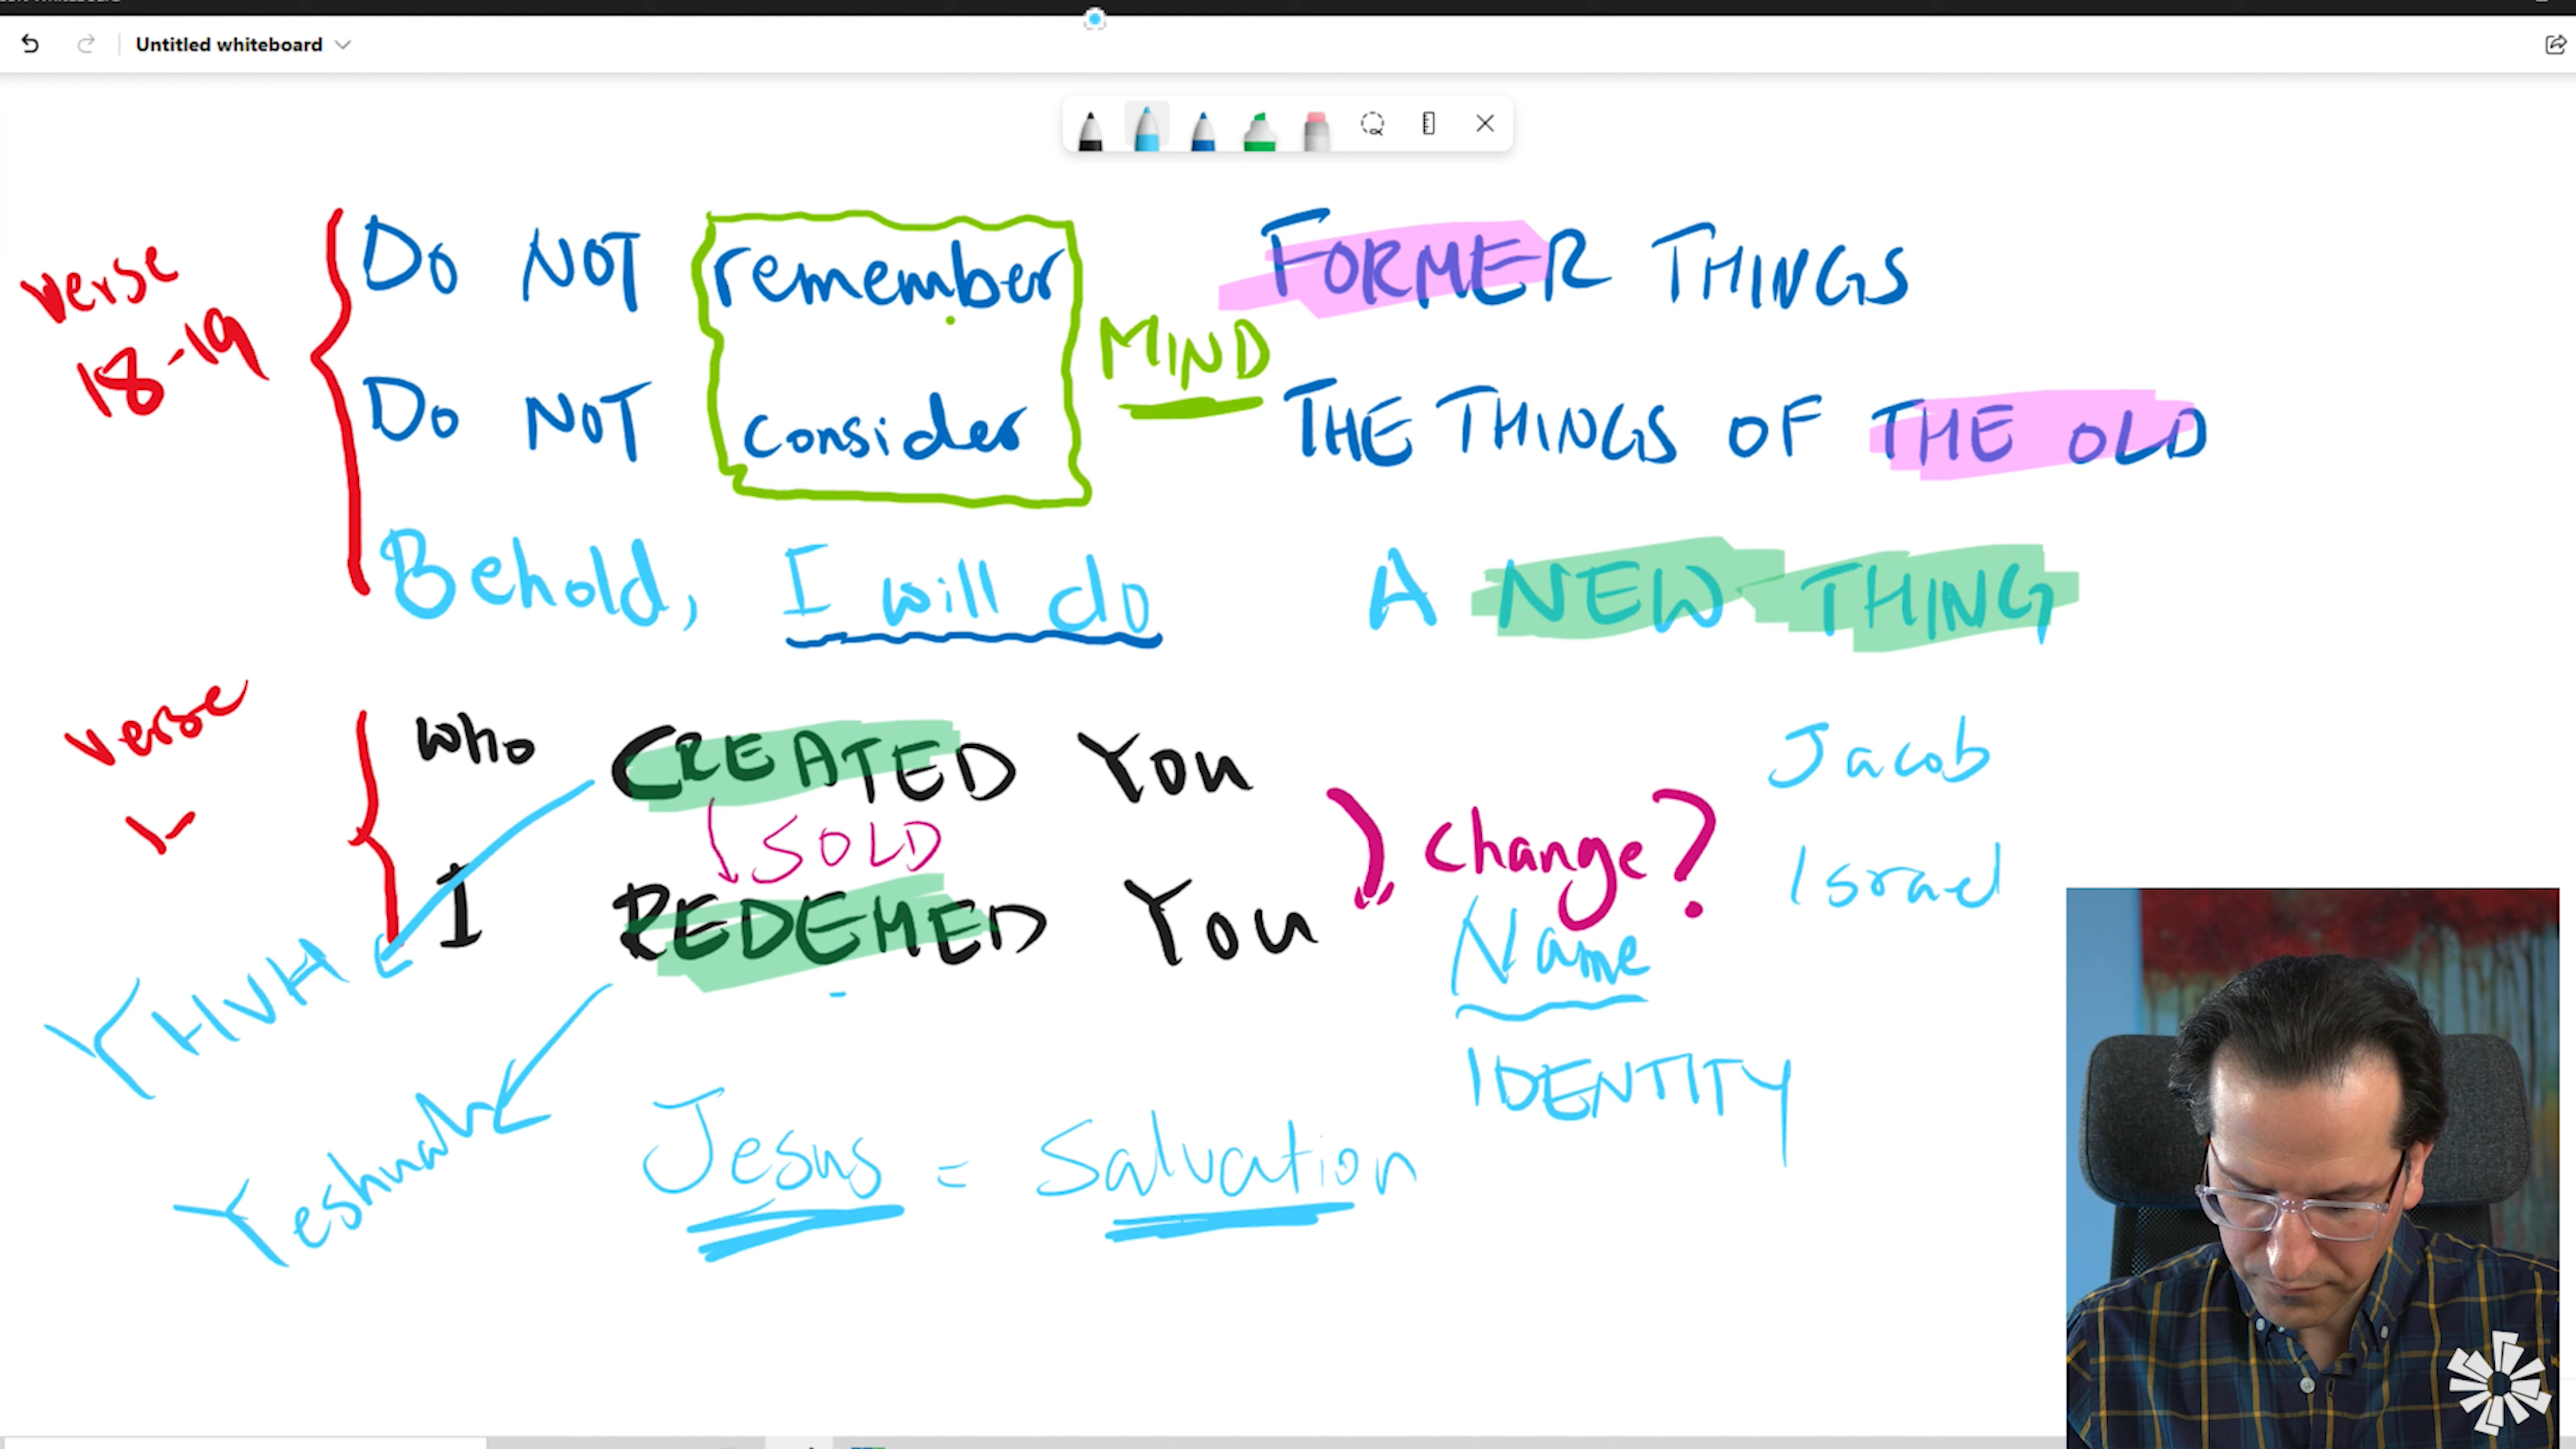 Untitled whiteboard
verse
18-19
Do NOT remember FORMER THINGS
MIND
Do NOT consider THE THINGS OF THE OLD
Behold, I will do A NEW THING
verse
1
who CREATED You
Jacob
SOLD
change?
Israel
I REDEMED You
Name
YHVH
IDENTITY
Yeshuah
Jesus = Salvation